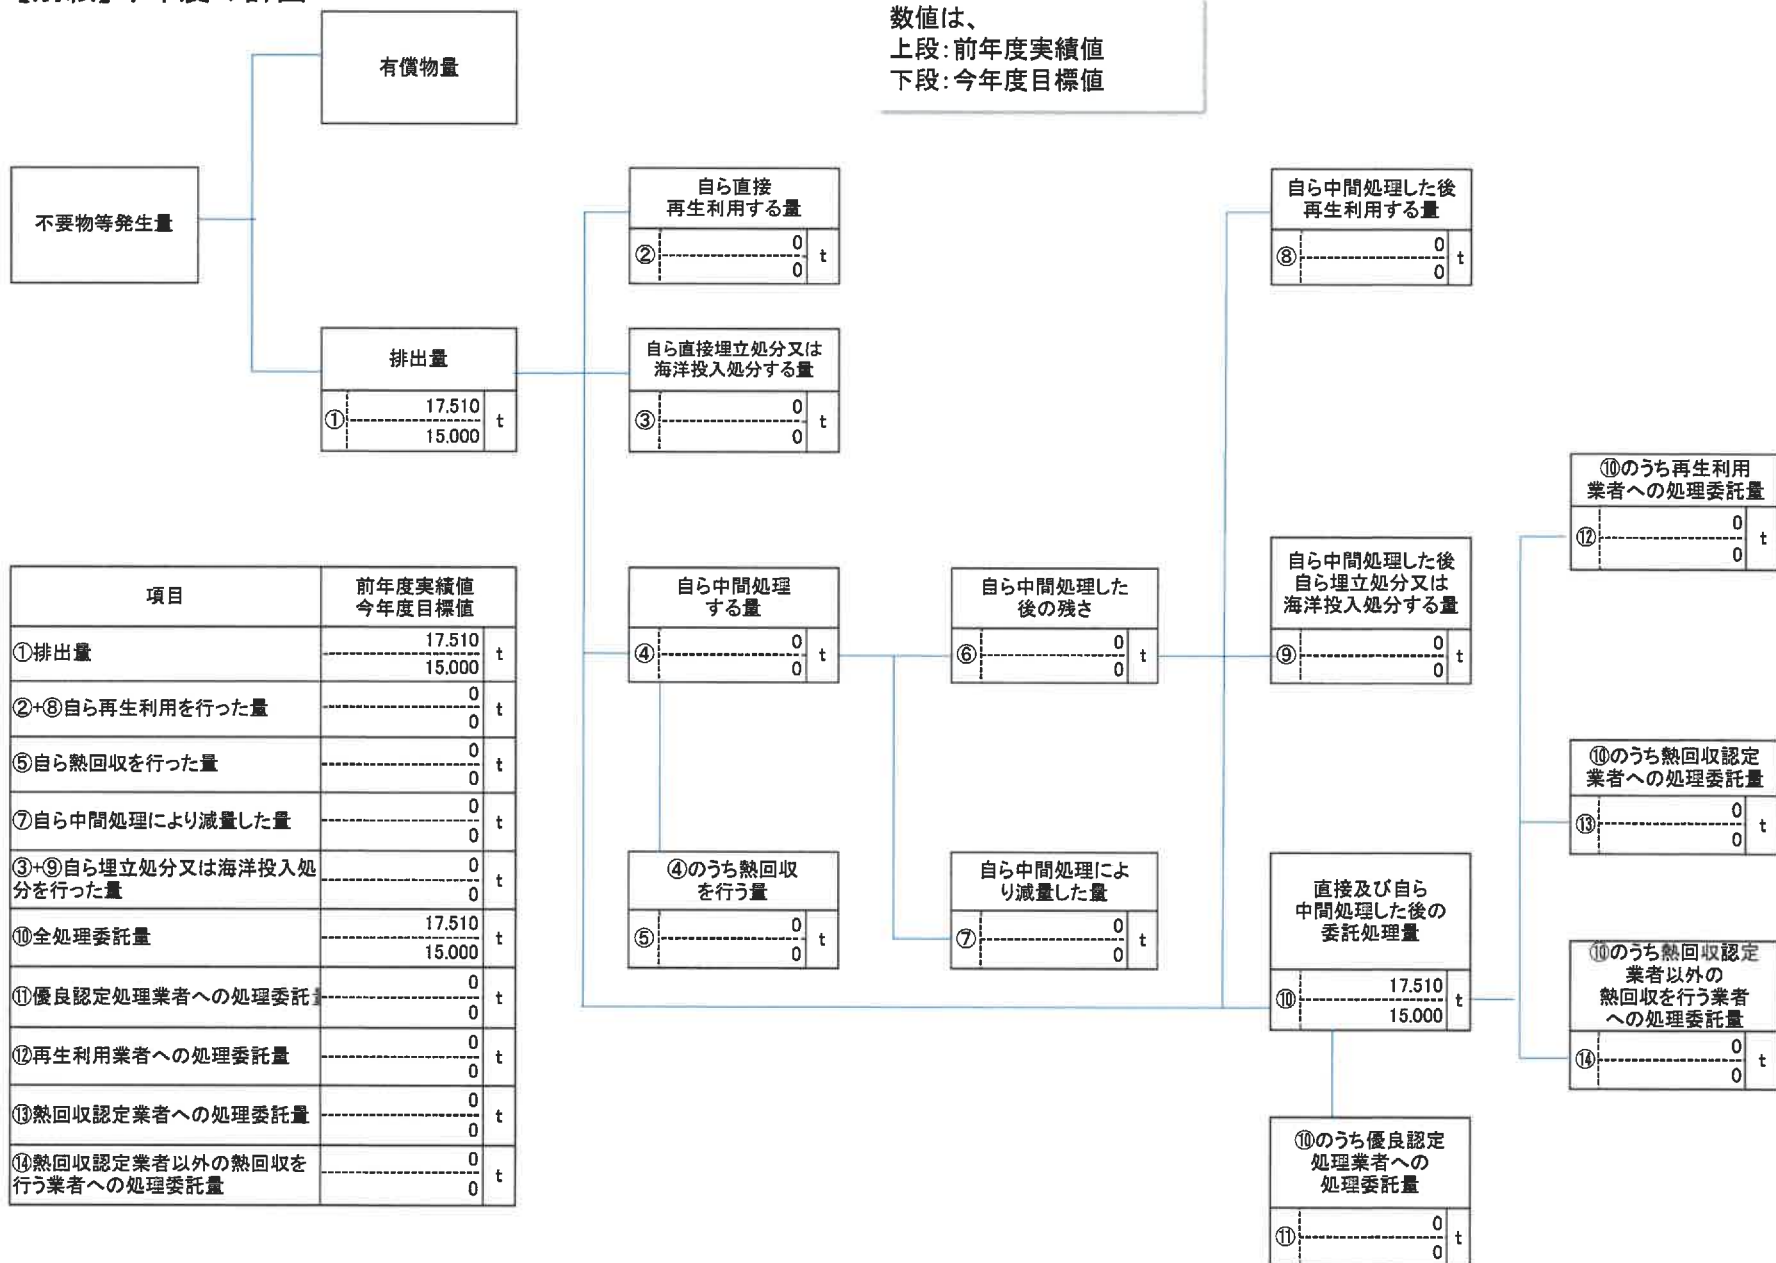 数値は、
上段:前年度実績値
下段:今年度目標値
有償物量
不要物等発生量
排出量
① 17.510 t
15.000
自ら直接
再生利用する量
② 0 t
0
自ら直接埋立処分又は
海洋投入処分する量
③ 0 t
0
自ら中間処理
する量
④ 0 t
0
④のうち熱回収
を行う量
⑤ 0 t
0
自ら中間処理した
後の残さ
⑥ 0 t
0
自ら中間処理によ
り減量した量
⑦ 0 t
0
自ら中間処理した後
再生利用する量
⑧ 0 t
0
自ら中間処理した後
自ら埋立処分又は
海洋投入処分する量
⑨ 0 t
0
直接及び自ら
中間処理した後の
委託処理量
⑩ 17.510 t
15.000
⑩のうち優良認定
処理業者への
処理委託量
⑪ 0 t
0
⑩のうち再生利用
業者への処理委託量
⑫ 0 t
0
⑩のうち熱回収認定
業者への処理委託量
⑬ 0 t
0
⑩のうち熱回収認定
業者以外の
熱回収を行う業者
への処理委託量
⑭ 0 t
0
項目 前年度実績値
今年度目標値
①排出量 17.510 t
15.000
②+⑧自ら再生利用を行った量 0 t
0
⑤自ら熱回収を行った量 0 t
0
⑦自ら中間処理により減量した量 0 t
0
③+⑨自ら埋立処分又は海洋投入処
分を行った量 0 t
0
⑩全処理委託量 17.510 t
15.000
⑪優良認定処理業者への処理委託 0 t
0
⑫再生利用業者への処理委託量 0 t
0
⑬熱回収認定業者への処理委託量 0 t
0
⑭熱回収認定業者以外の熱回収を
行う業者への処理委託量 0 t
0